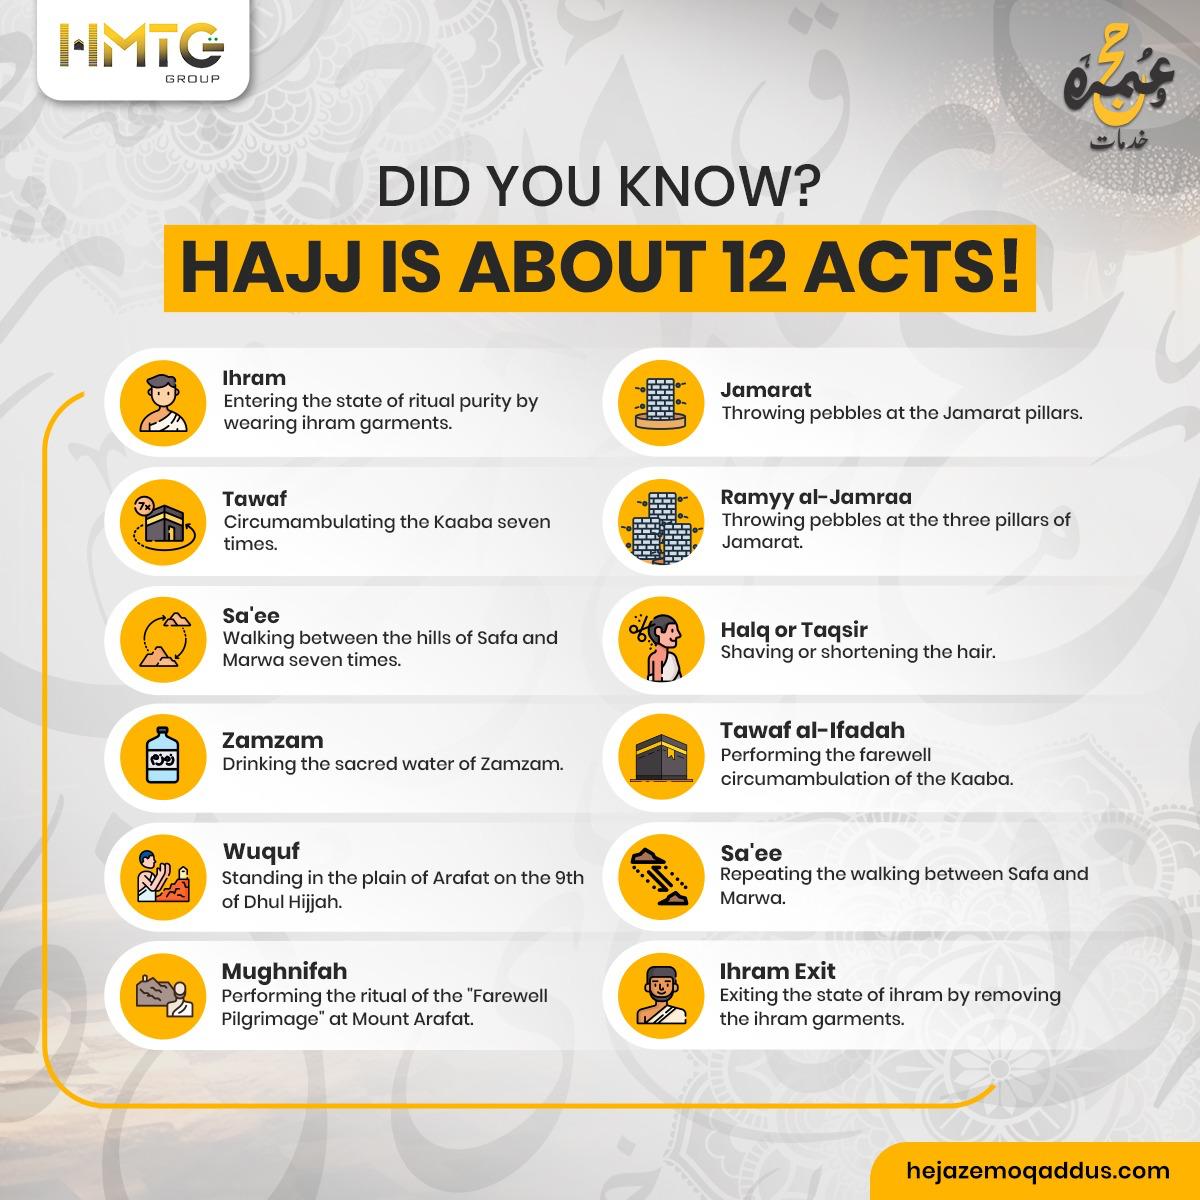 HMTG
GROUP
حج
و
عمرہ
خدمات
DID YOU KNOW?
HAJJ IS ABOUT 12 ACTS!
Ihram
Entering the state of ritual purity by
wearing ihram garments.
7x
Tawaf
Circumambulating the Kaaba seven
times.
Sa'ee
Walking between the hills of Safa and
Marwa seven times.
زمزم
Zamzam
Drinking the sacred water of Zamzam.
Wuquf
Standing in the plain of Arafat on the 9th
of Dhul Hijjah.
Mughnifah
Performing the ritual of the "Farewell
Pilgrimage" at Mount Arafat.
Jamarat
Throwing pebbles at the Jamarat pillars.
Ramyy al-Jamraa
Throwing pebbles at the three pillars of
Jamarat.
Halq or Taqsir
Shaving or shortening the hair.
Tawaf al-Ifadah
Performing the farewell
circumambulation of the Kaaba.
Sa'ee
Repeating the walking between Safa and
Marwa.
Ihram Exit
Exiting the state of ihram by removing
the ihram garments.
hejazemoqaddus.com